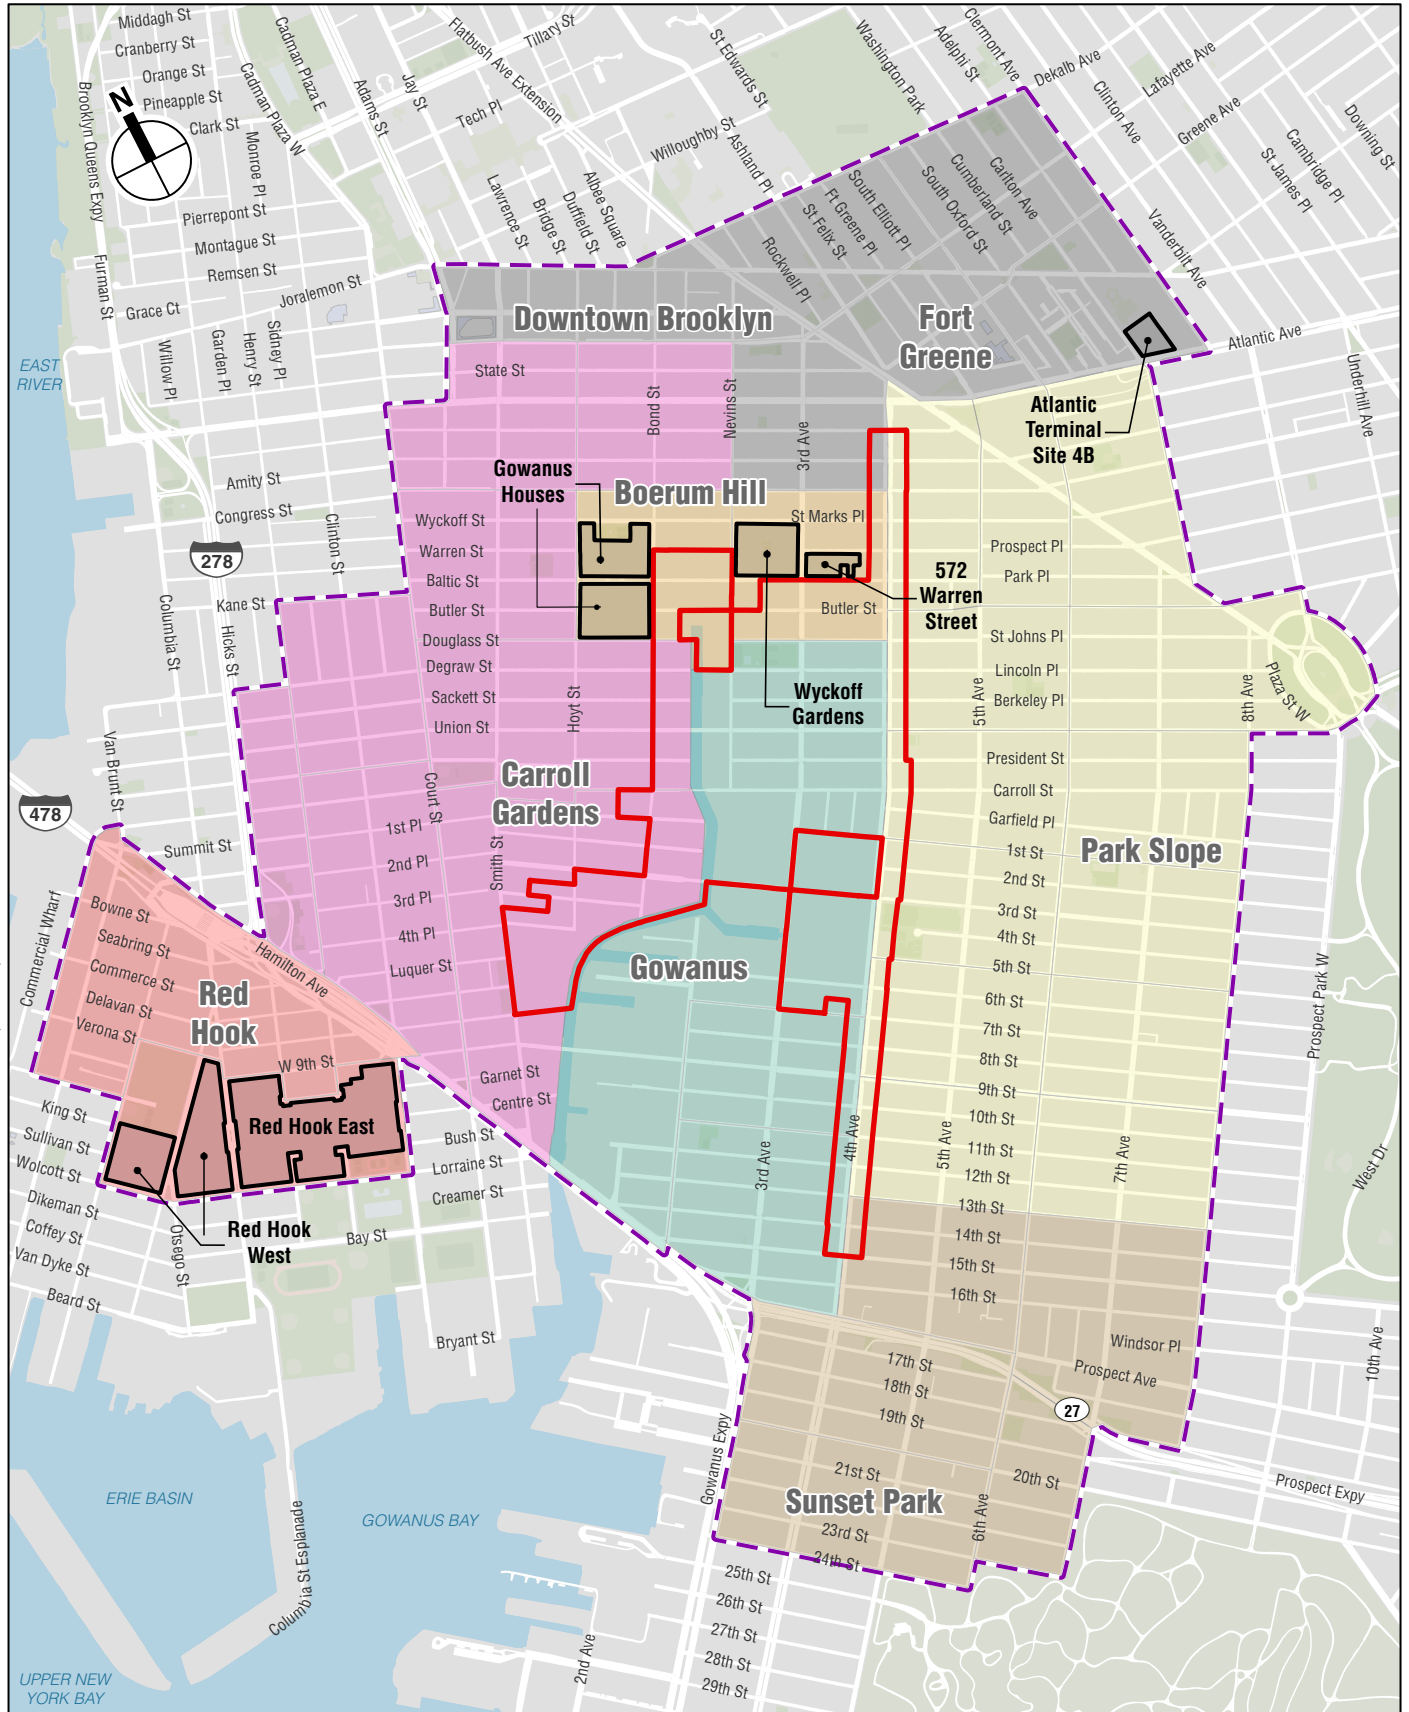 Middagh St
Cranberry St
Orange St
Pineapple St
Clark St
Cadman Plaza E
Cadman Plaza W
Monroe Pl
Adams St
Jay St
Flatbush Ave Extension
Tillary St
Tech Pl
St Edwards St
Willoughby St
Ashland Pl
Washington Park
Adelphi St
Clermont Ave
Dekalb Ave
Lafayette Ave
Clinton Ave
Greene Ave
Cambridge Pl
St James Pl
Downing St
N
Brooklyn Queens Expy
Pierrepont St
Montague St
Remsen St
Joralemon St
Grace Ct
Furman St
Willow Pl
Garden Pl
Henry St
Sidney Pl
Lawrence St
Bridge St
Duffield St
Albee Square
Rockwell Pl
St Felix St
Ft Greene Pl
South Elliott Pl
South Oxford St
Cumberland St
Carlton Ave
Vanderbilt Ave
Atlantic Ave
Underhill Ave
EAST
RIVER
Downtown Brooklyn
Fort
Greene
State St
Bond St
Nevins St
3rd Ave
Atlantic
Terminal
Site 4B
Gowanus
Houses
Boerum Hill
Amity St
Congress St
Clinton St
278
Kane St
Columbia St
Hicks St
Wyckoff St
Warren St
Baltic St
Butler St
Douglass St
Degraw St
Sackett St
Union St
Hoyt St
St Marks Pl
572
Warren
Street
Butler St
Wyckoff
Gardens
Prospect Pl
Park Pl
St Johns Pl
Lincoln Pl
Berkeley Pl
5th Ave
8th Ave
Plaza St W
President St
Carroll St
Garfield Pl
1st St
2nd St
3rd St
4th St
5th St
6th St
7th St
8th St
9th St
10th St
11th St
12th St
13th St
14th St
15th St
16th St
Park Slope
Van Brunt St
478
Summit St
Court St
Smith St
Carroll
Gardens
1st Pl
2nd Pl
3rd Pl
4th Pl
Luquer St
Commercial Wharf
Bowne St
Seabring St
Commerce St
Delavan St
Verona St
Hamilton Ave
Red
Hook
W 9th St
Gowanus
Garnet St
Centre St
Red Hook East
King St
Sullivan St
Wolcott St
Dikeman St
Coffey St
Van Dyke St
Beard St
Otsego St
Red Hook
West
Bay St
Bush St
Lorraine St
Creamer St
Bryant St
3rd Ave
4th Ave
5th Ave
7th Ave
Prospect Park W
West Dr
Windsor Pl
Prospect Ave
10th Ave
17th St
18th St
19th St
27
20th St
21st St
Sunset Park
23rd St
24th St
6th Ave
Prospect Expy
Gowanus Expy
ERIE BASIN
GOWANUS BAY
Columbia St Esplanade
25th St
26th St
27th St
28th St
29th St
2nd Ave
UPPER NEW
YORK BAY